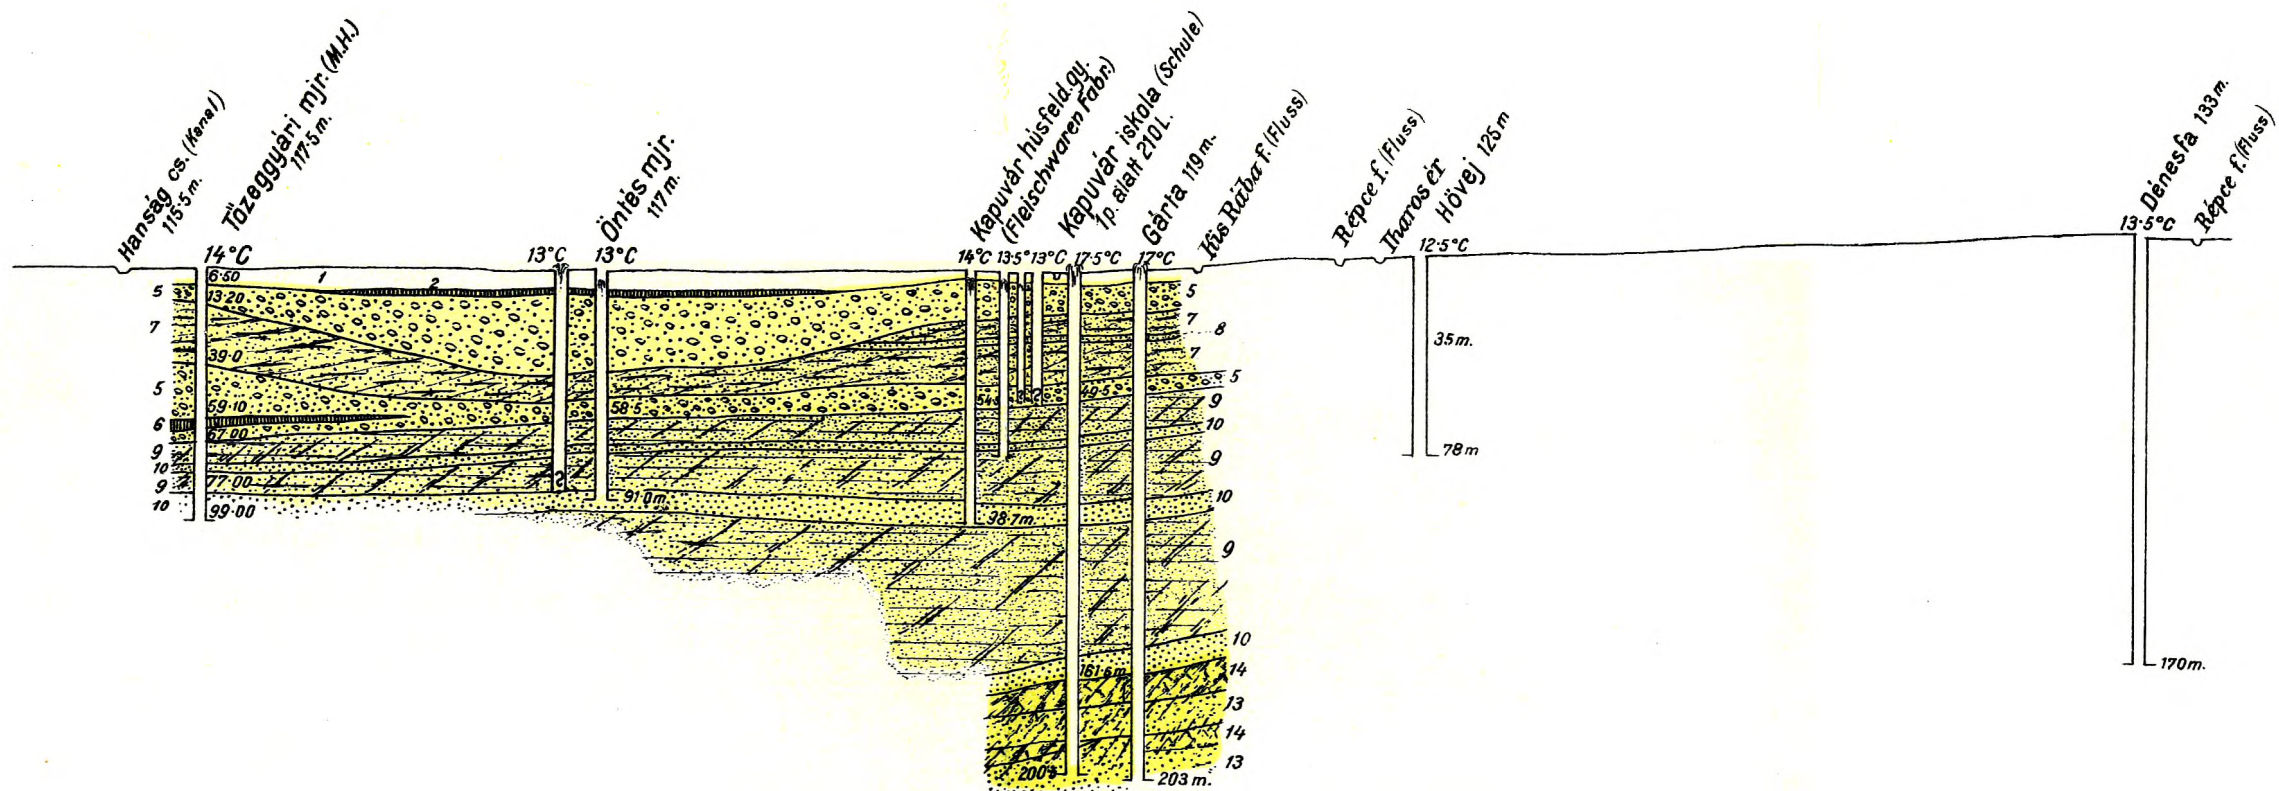 Hanság cs. (Kanal)
115·5 m.
Tőzeggyári mjr. (M.H.)
117·5 m.
Öntés mjr.
117 m.
Kapuvár húsfeld. gy.
(Fleischwaren Fabr.)
Kapuvár iskola (Schule)
1p. alatt 210 L.
Gárta 119 m.
Kis Rába f. (Fluss)
Répce f. (Fluss)
Iharos ér
Hövej 125 m
Dénesfa 133 m.
Répce f. (Fluss)
14°C
13°C
13°C
14°C
13·5°
13°C
17·5°C
17°C
12·5°C
13·5°C
6·50
13·20
39·0
59·10
67·00
77·00
99·00
1
2
5
7
5
6
9
10
9
10
?
58·5
91·0 m
54·
?
?
98·7 m.
49·5
161·6 m
200·
203 m.
5
7
8
7
5
9
10
9
10
9
10
14
13
14
13
35 m.
78 m
170 m.